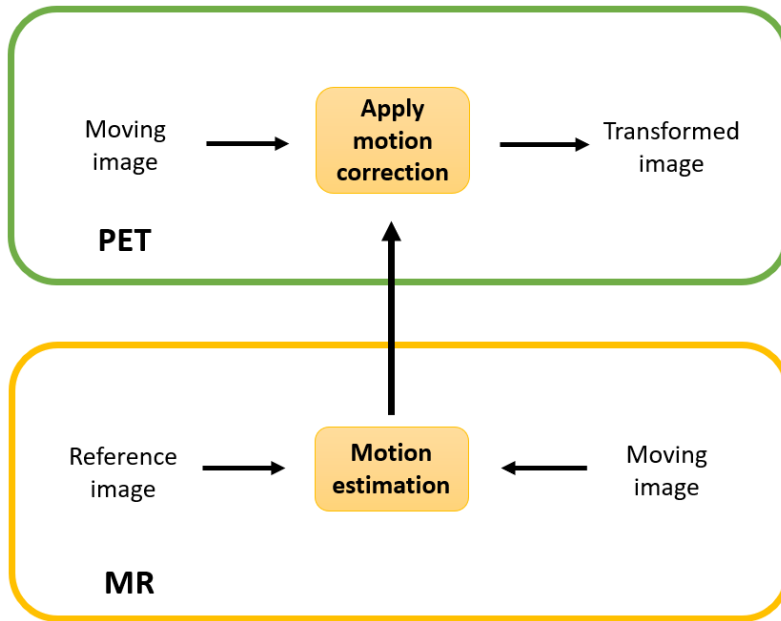 Moving
image
Apply
motion
correction
Transformed
image
PET
Reference
image
Motion
estimation
Moving
image
MR